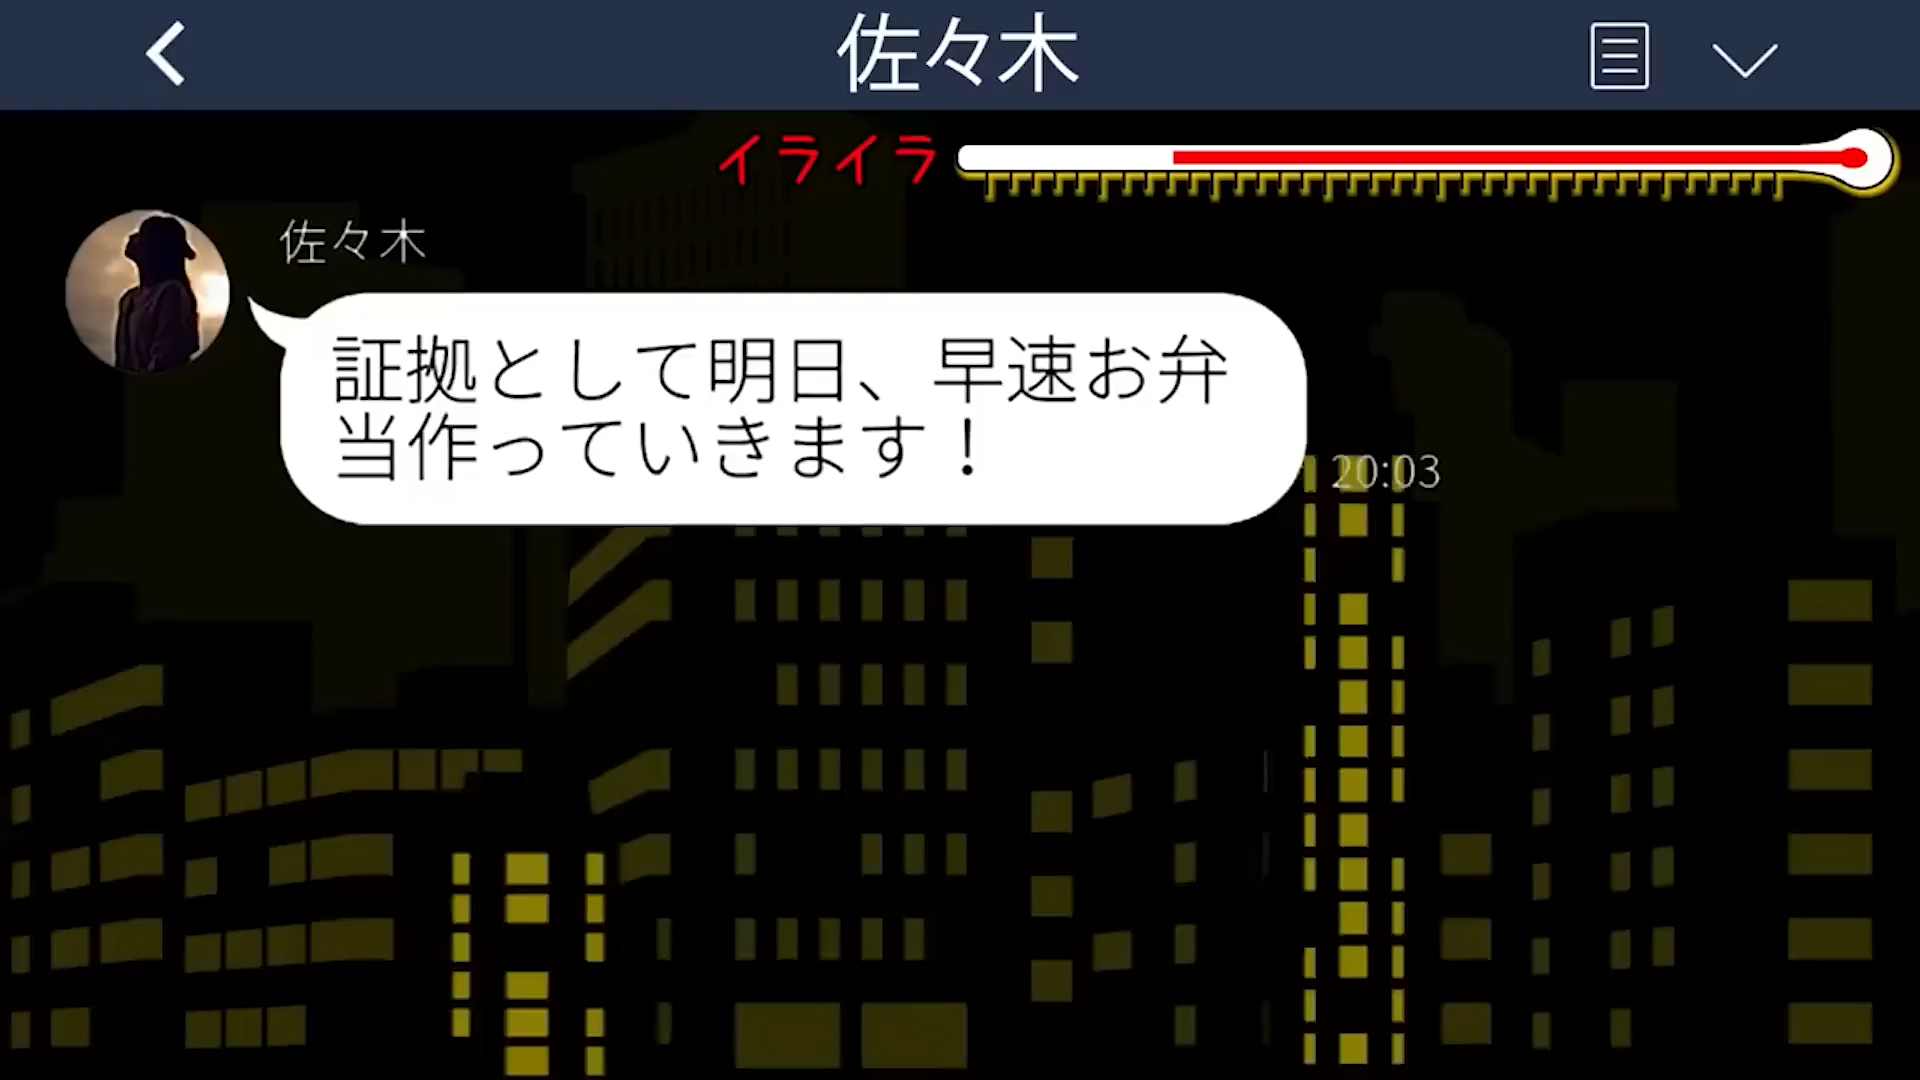 佐々木
イライラ
佐々木
証拠として明日、早速お弁
当作っていきます！
20:03